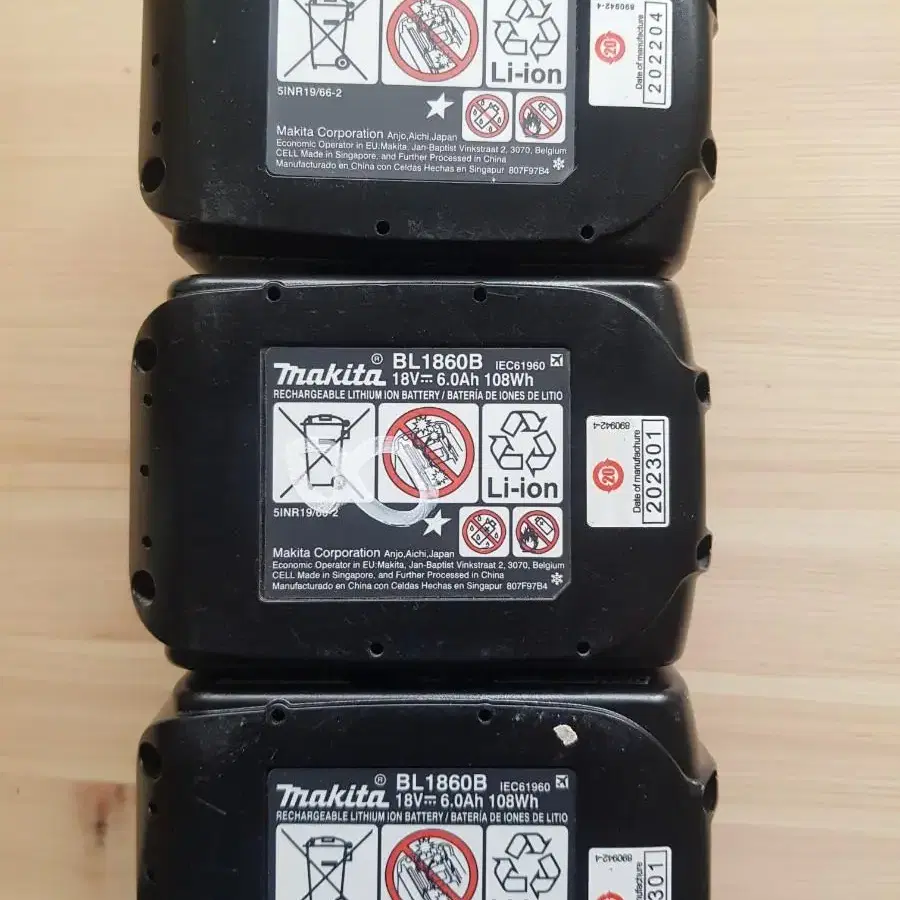 Li-ion
5INR19/66-2
Makita Corporation Anjo,Aichi,Japan
Economic Operator in EU:Makita, Jan-Baptist Vinkstraat 2, 3070, Belgium
CELL Made in Singapore, and Further Processed in China
Manufacturado en China con Celdas Hechas en Singapur 807F97B4
890942-4
20
Date of manufacture
202204
makita® BL1860B IEC61960
18V 6.0Ah 108Wh
RECHARGEABLE LITHIUM ION BATTERY / BATERÍA DE IONES DE LITIO
Li-ion
5INR19/66-2
Makita Corporation Anjo,Aichi,Japan
Economic Operator in EU:Makita, Jan-Baptist Vinkstraat 2, 3070, Belgium
CELL Made in Singapore, and Further Processed in China
Manufacturado en China con Celdas Hechas en Singapur 807F97B4
890942-4
20
Date of manufacture
202301
makita® BL1860B IEC61960
18V 6.0Ah 108Wh
RECHARGEABLE LITHIUM ION BATTERY / BATERÍA DE IONES DE LITIO
890942-4
301